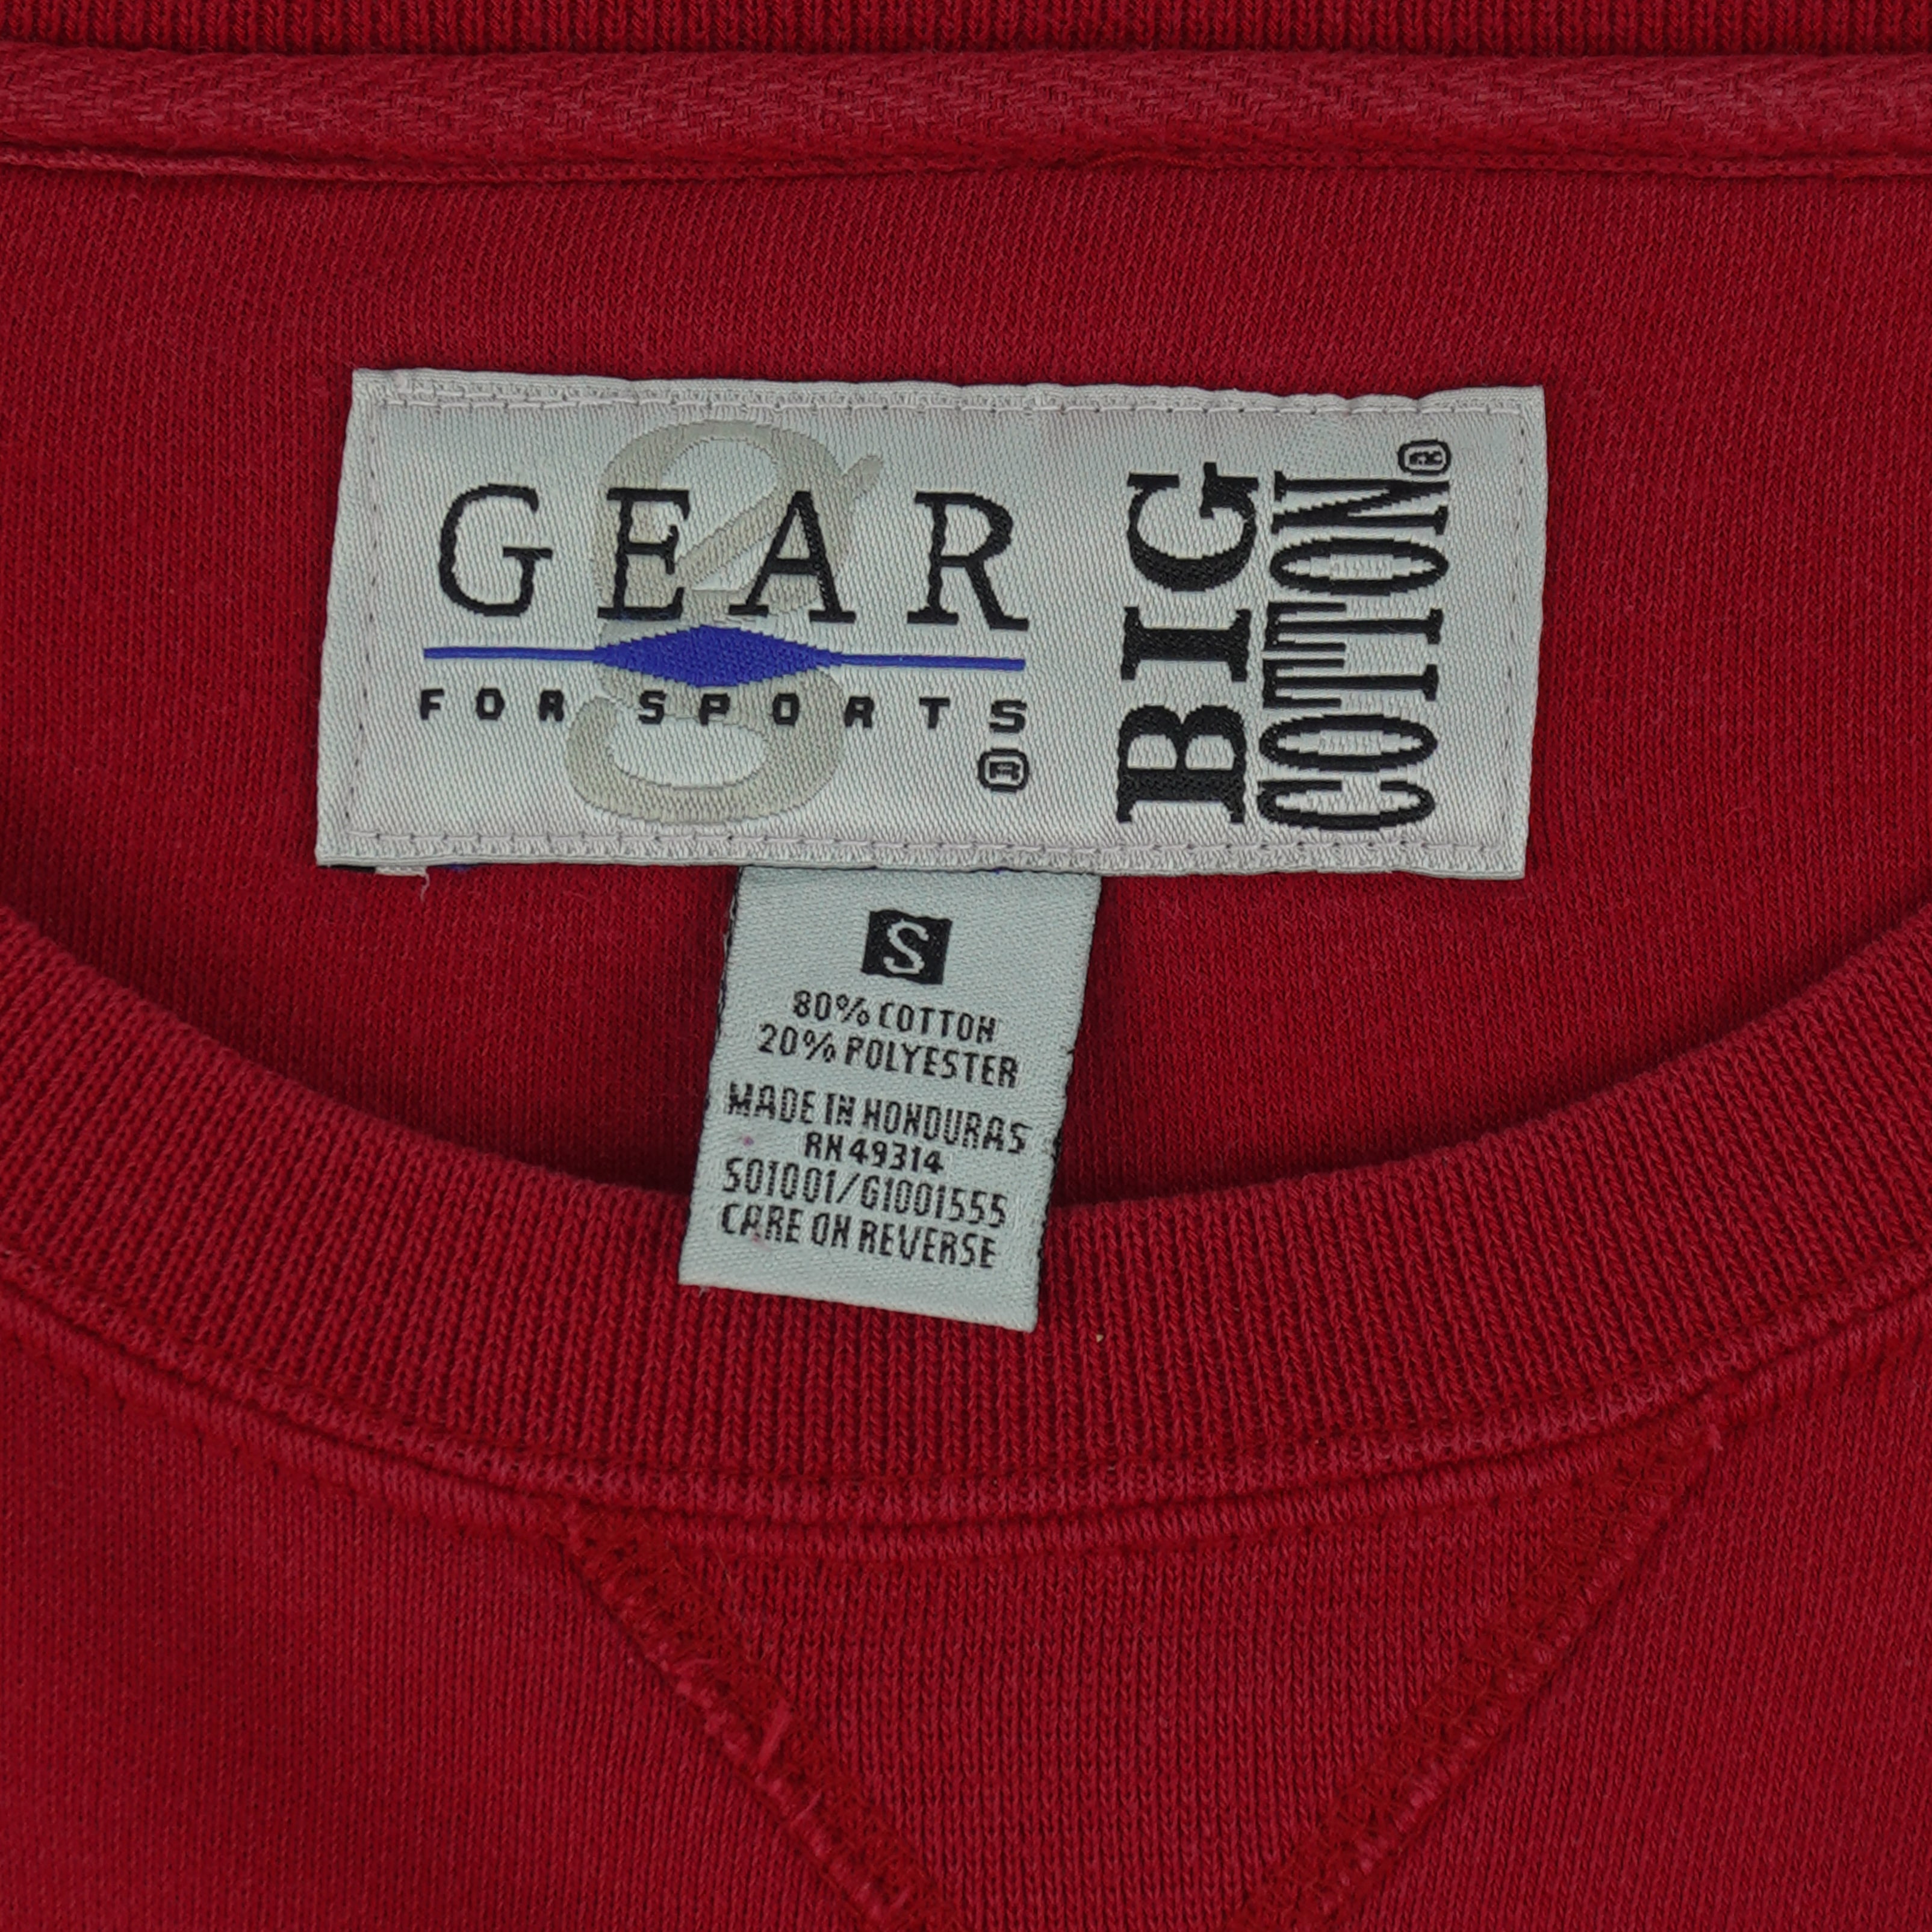 GEAR
FOR SPORTS®
BIG
COTTON®
S
80% COTTON
20% POLYESTER
MADE IN HONDURAS
RN 49314
S01001/G1001555
CARE ON REVERSE